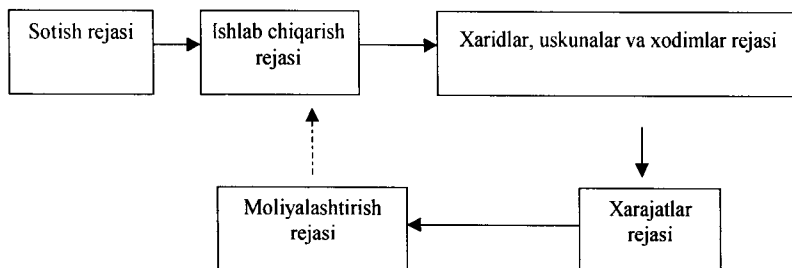 Sotish rejasi
Ishlab chiqarish
rejasi
Xaridlar, uskunalar va xodimlar rejasi
Moliyalashtirish
rejasi
Xarajatlar
rejasi